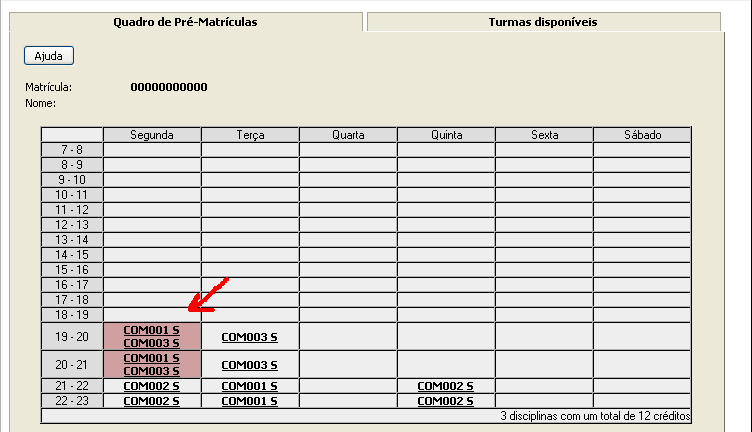 Quadro de Pré-Matrículas Turmas disponíveis
Ajuda
Matrícula: 00000000000
Nome:
Segunda Terça Quarta Quinta Sexta Sábado
7 - 8
8 - 9
9 - 10
10 - 11
11 - 12
12 - 13
13 - 14
14 - 15
15 - 16
16 - 17
17 - 18
18 - 19
19 - 20 COM001 S COM003 S COM003 S
20 - 21 COM001 S COM003 S COM003 S
21 - 22 COM002 S COM001 S COM002 S
22 - 23 COM002 S COM001 S COM002 S
3 disciplinas com um total de 12 créditos